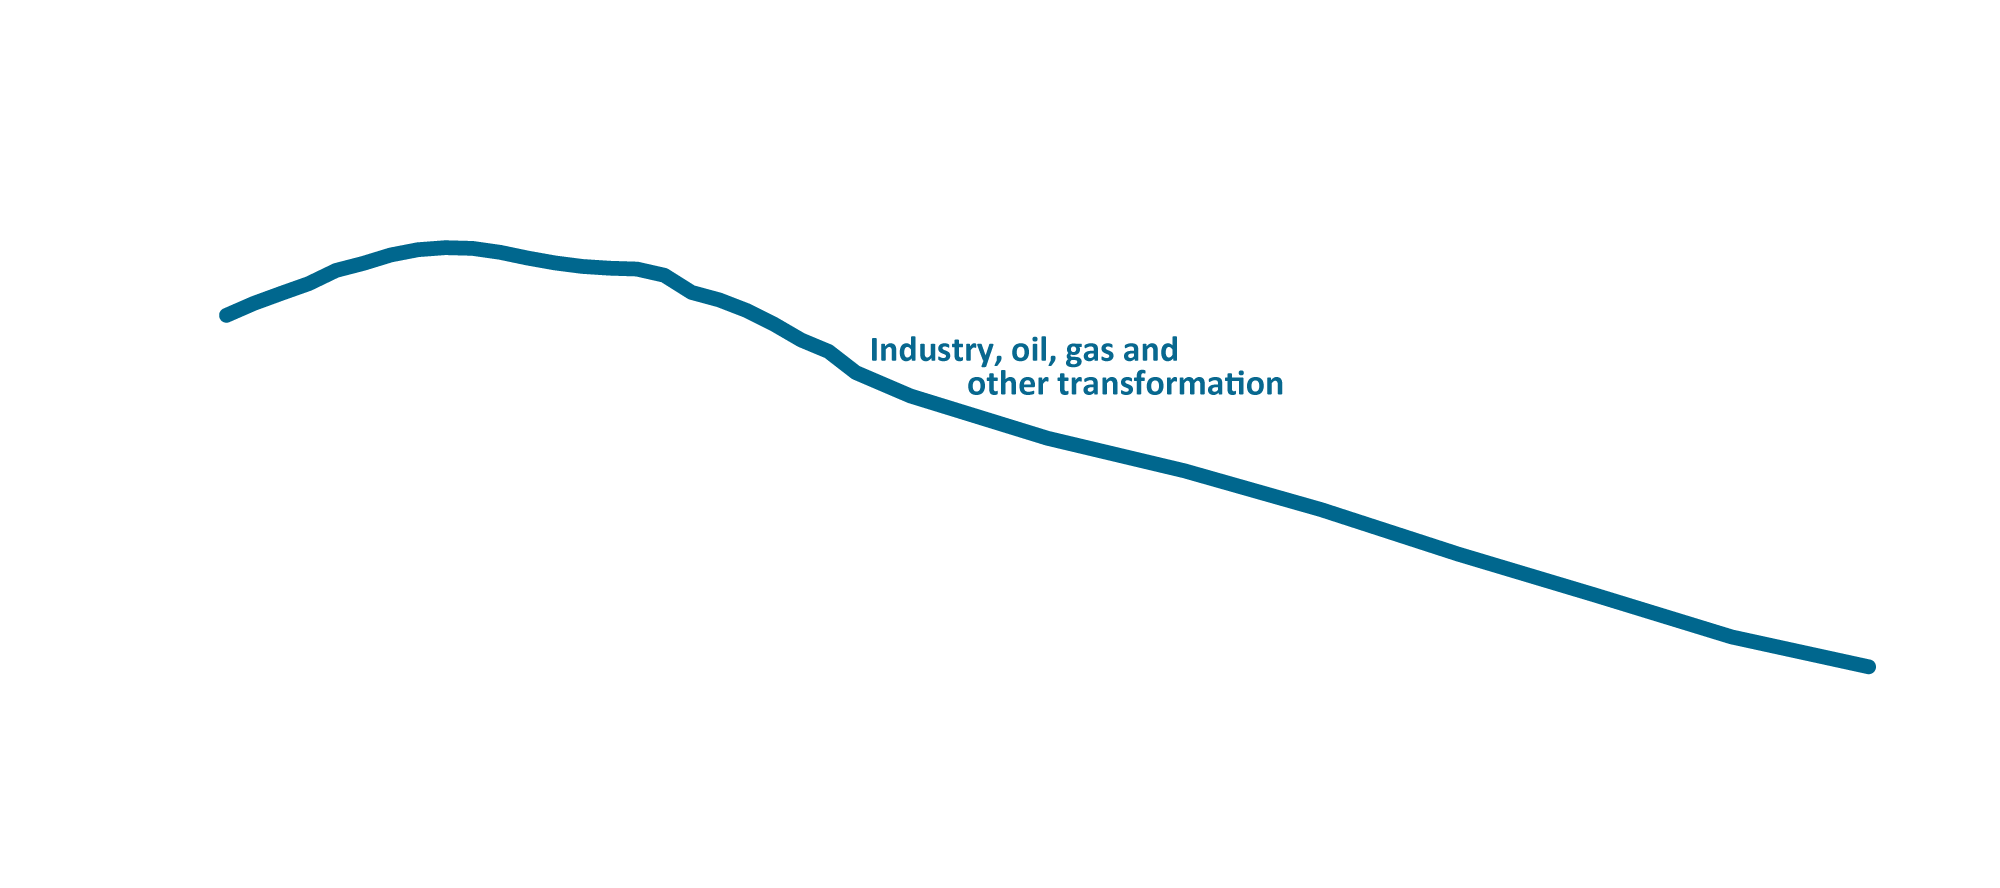 Industry, oil, gas and
other transformation